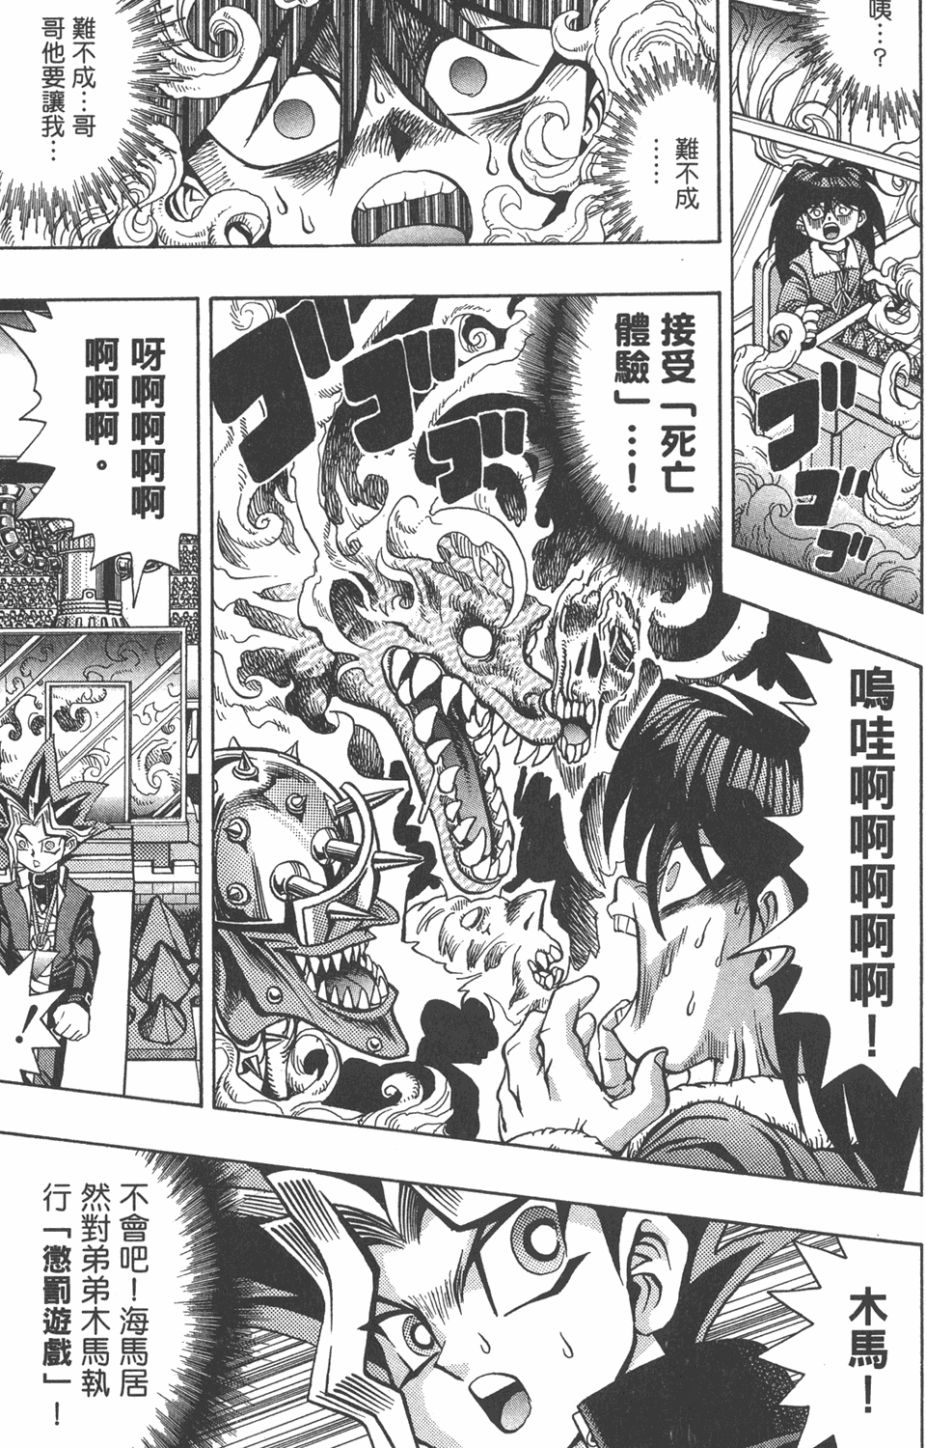 咦…？
難不成
……
難不成…哥
哥他要讓我…
ゴゴゴ
接受「死亡
體驗」…！
ゴゴゴ
呀啊啊啊啊
啊啊啊。
嗚哇啊啊啊啊啊！
！
木馬！
不會吧！海馬居
然對弟弟木馬執
行「懲罰遊戲」！